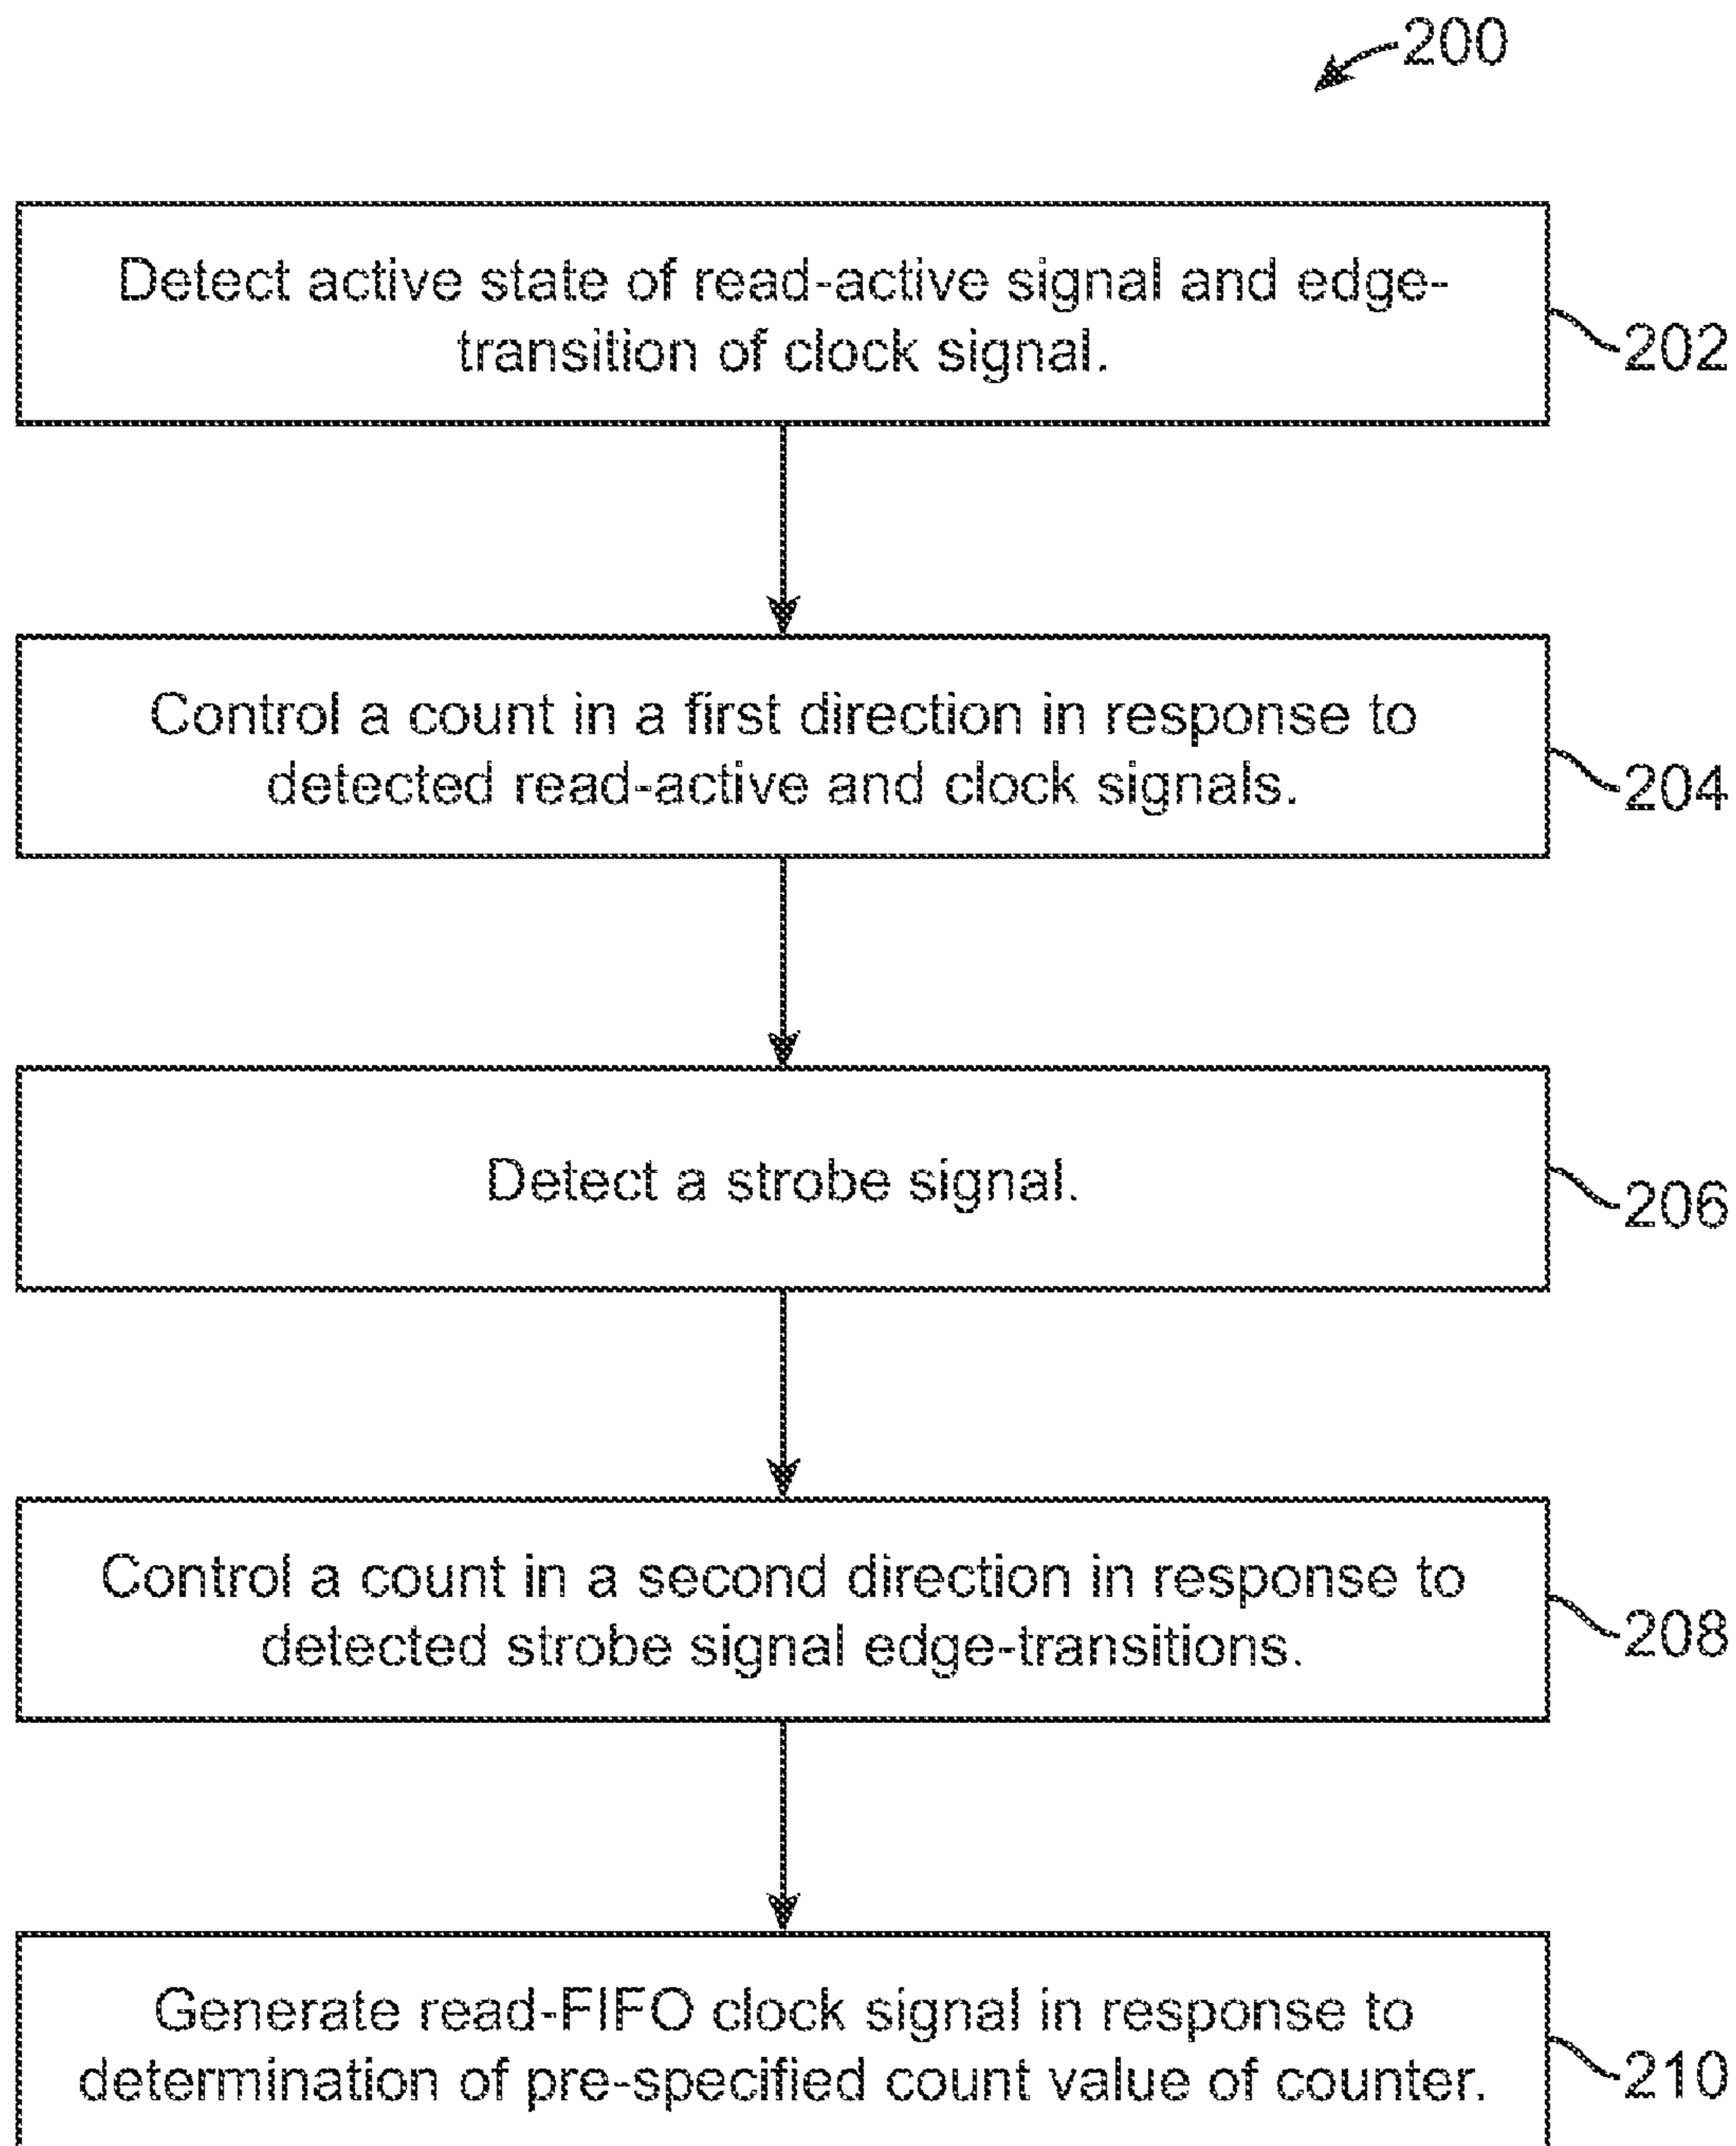 200
Detect active state of read-active signal and edge-
transition of clock signal.
202
Control a count in a first direction in response to
detected read-active and clock signals.
204
Detect a strobe signal.
206
Control a count in a second direction in response to
detected strobe signal edge-transitions.
208
Generate read-FIFO clock signal in response to
determination of pre-specified count value of counter.
210